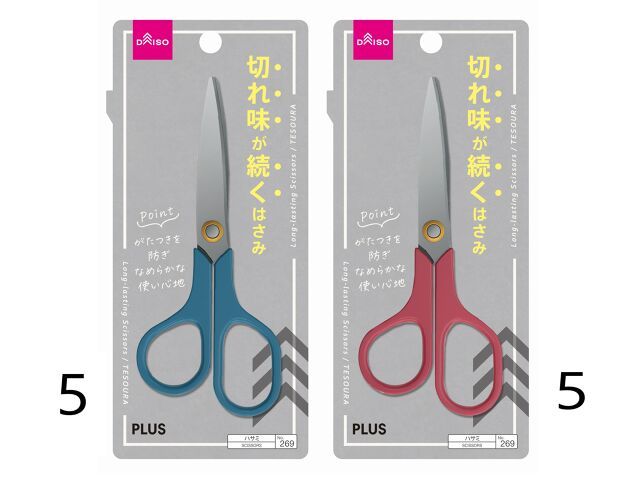 DAISO
切れ味が続くはさみ
Long-lasting Scissors / TESOURA
Point
がたつきを
防ぎ
なめらかな
使い心地
Long-lasting Scissors / TESOURA
5
PLUS
ハサミ
SCISSORS
No.
269
DAISO
切れ味が続くはさみ
Long-lasting Scissors / TESOURA
Point
がたつきを
防ぎ
なめらかな
使い心地
Long-lasting Scissors / TESOURA
5
PLUS
ハサミ
SCISSORS
No.
269